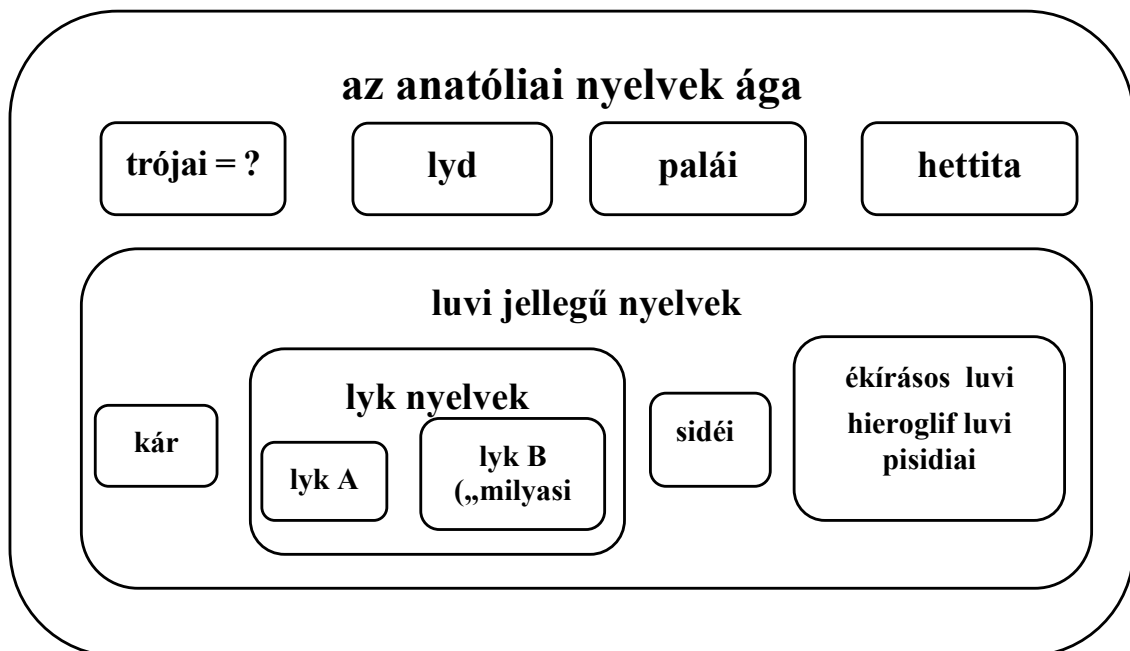 az anatóliai nyelvek ága
trójai = ?
lyd
palái
hettita
luvi jellegű nyelvek
kár
lyk nyelvek
lyk A
lyk B
(„milyasi
sidéi
ékírásos luvi
hieroglif luvi
pisidiai